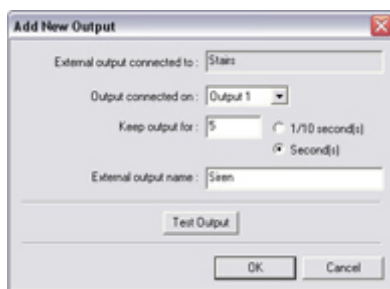 Add New Output
External output connected to : Stairs
Output connected on : Output 1
Keep output for : 5
1/10 second(s)
Second(s)
External output name : Siren
Test Output
OK Cancel